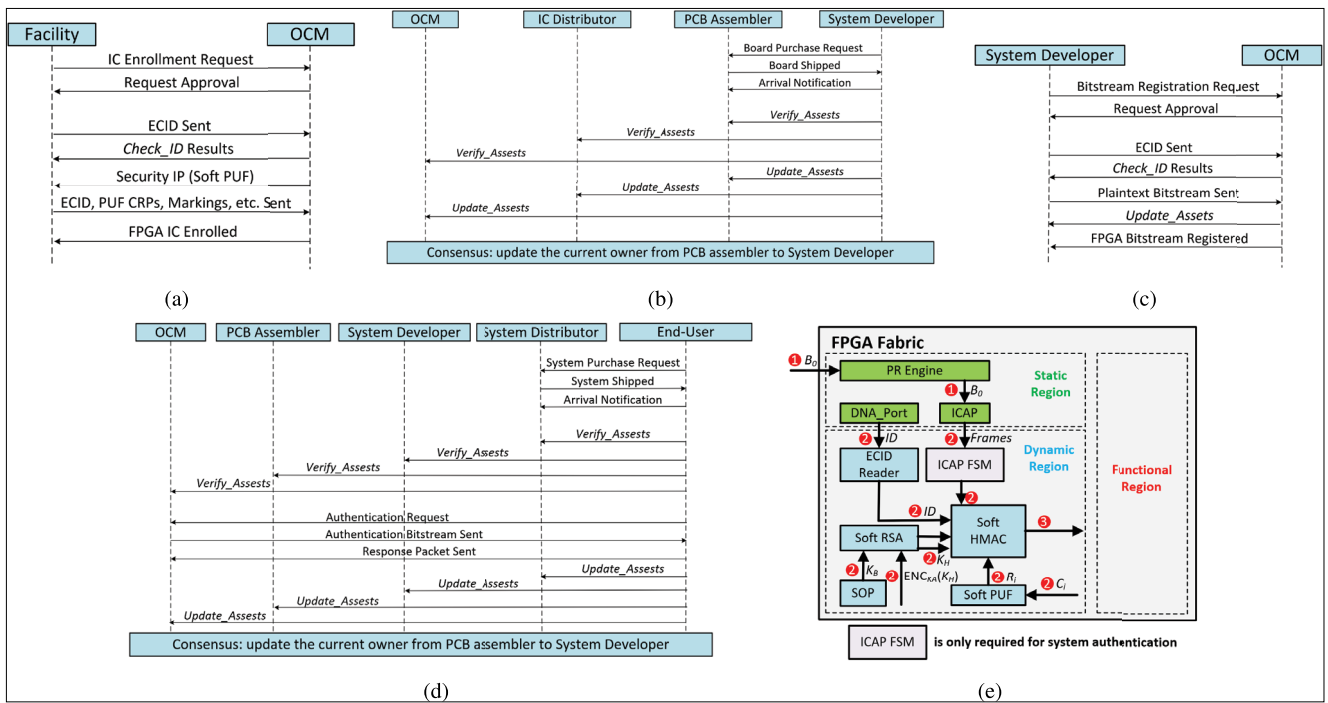 Facility OCM
IC Enrollment Request
Request Approval
ECID Sent
Check_ID Results
Security IP (Soft PUF)
ECID, PUF CRPs, Markings, etc. Sent
FPGA IC Enrolled
(a)
OCM IC Distributor PCB Assembler System Developer
Board Purchase Request
Board Shipped
Arrival Notification
Verify_Assests
Verify_Assests
Verify_Assests
Update_Assests
Update_Assests
Update_Assests
Consensus: update the current owner from PCB assembler to System Developer
(b)
System Developer OCM
Bitstream Registration Request
Request Approval
ECID Sent
Check_ID Results
Plaintext Bitstream Sent
Update_Assets
FPGA Bitstream Registered
(c)
OCM PCB Assembler System Developer System Distributor End-User
System Purchase Request
System Shipped
Arrival Notification
Verify_Assests
Verify_Assests
Verify_Assests
Verify_Assests
Authentication Request
Authentication Bitstream Sent
Response Packet Sent
Update_Assests
Update_Assests
Update_Assests
Update_Assests
Consensus: update the current owner from PCB assembler to System Developer
(d)
FPGA Fabric
1 B0
PR Engine
Static
Region
1 B0
DNA_Port ICAP
2 ID 2 Frames
Dynamic
Region
ECID
Reader
ICAP FSM
Functional
Region
2
2 ID
Soft
HMAC
3
Soft RSA
2 KH
2 KB
2 ENCKA(KH)
2 Ri
2 Ci
SOP
Soft PUF
ICAP FSM is only required for system authentication
(e)